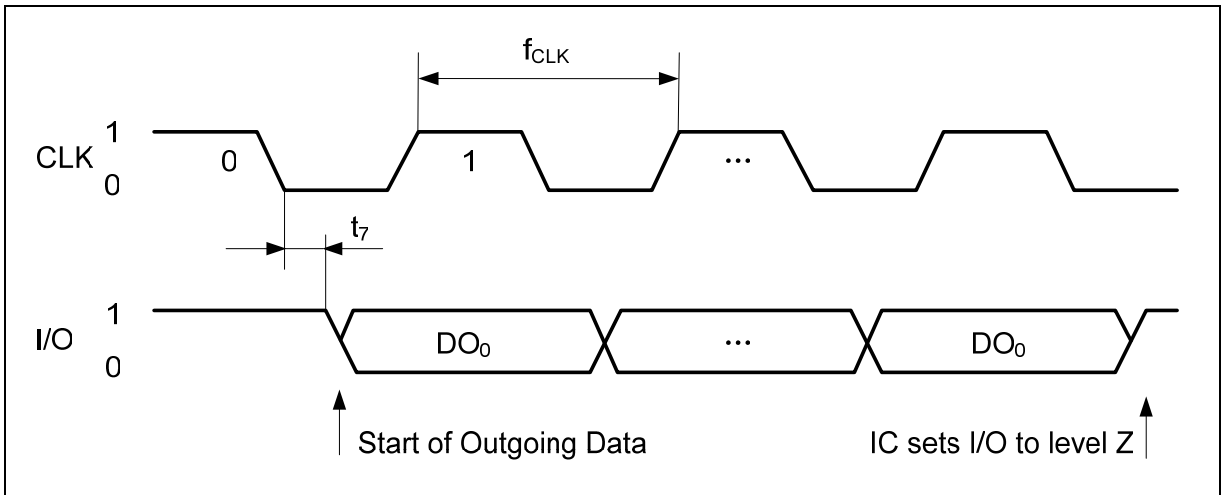 fCLK
1
CLK 0 1 ...
0
t7
1
I/O DO0 ... DO0
0
Start of Outgoing Data IC sets I/O to level Z